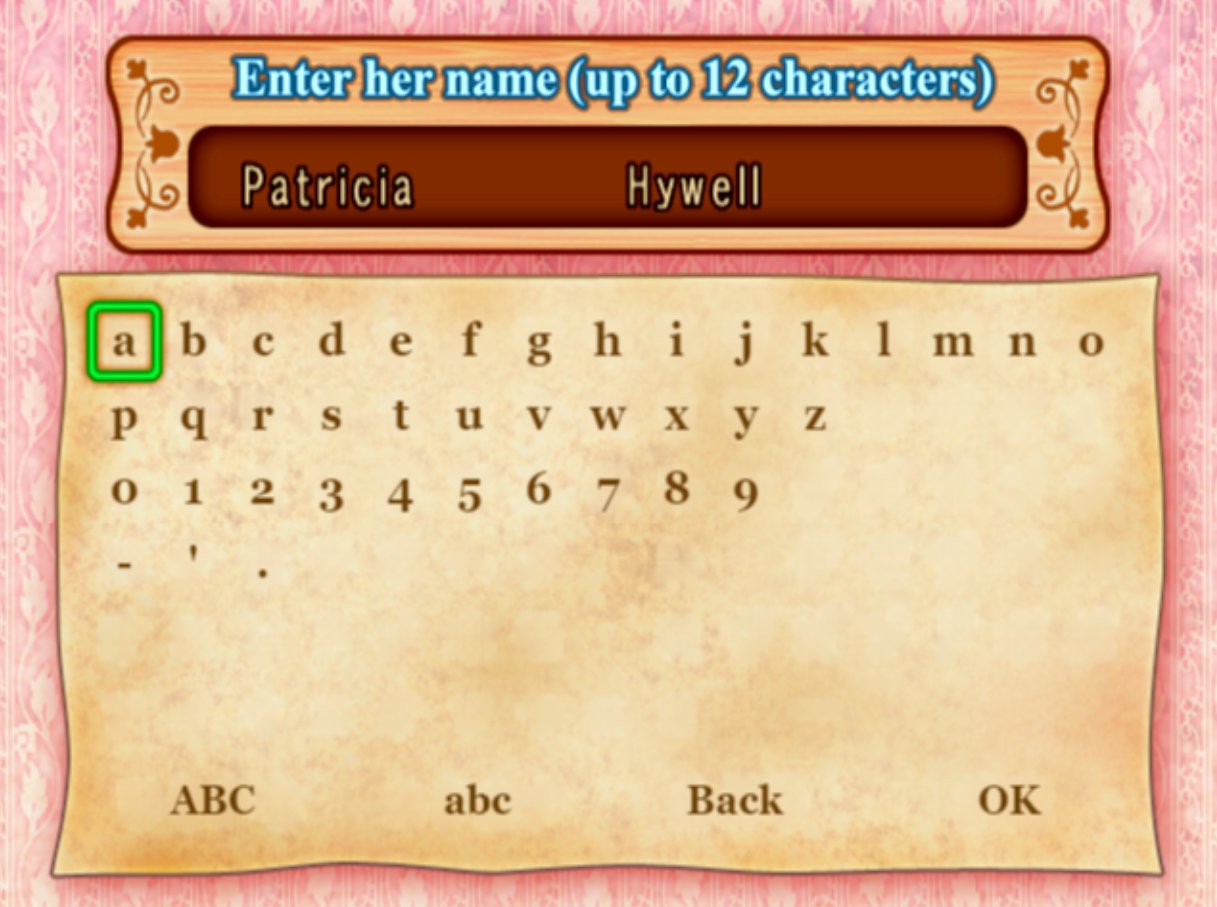 Enter her name (up to 12 characters)
Patricia Hywell
a b c d e f g h i j k l m n o
p q r s t u v w x y z
0 1 2 3 4 5 6 7 8 9
- ' .
ABC abc Back OK